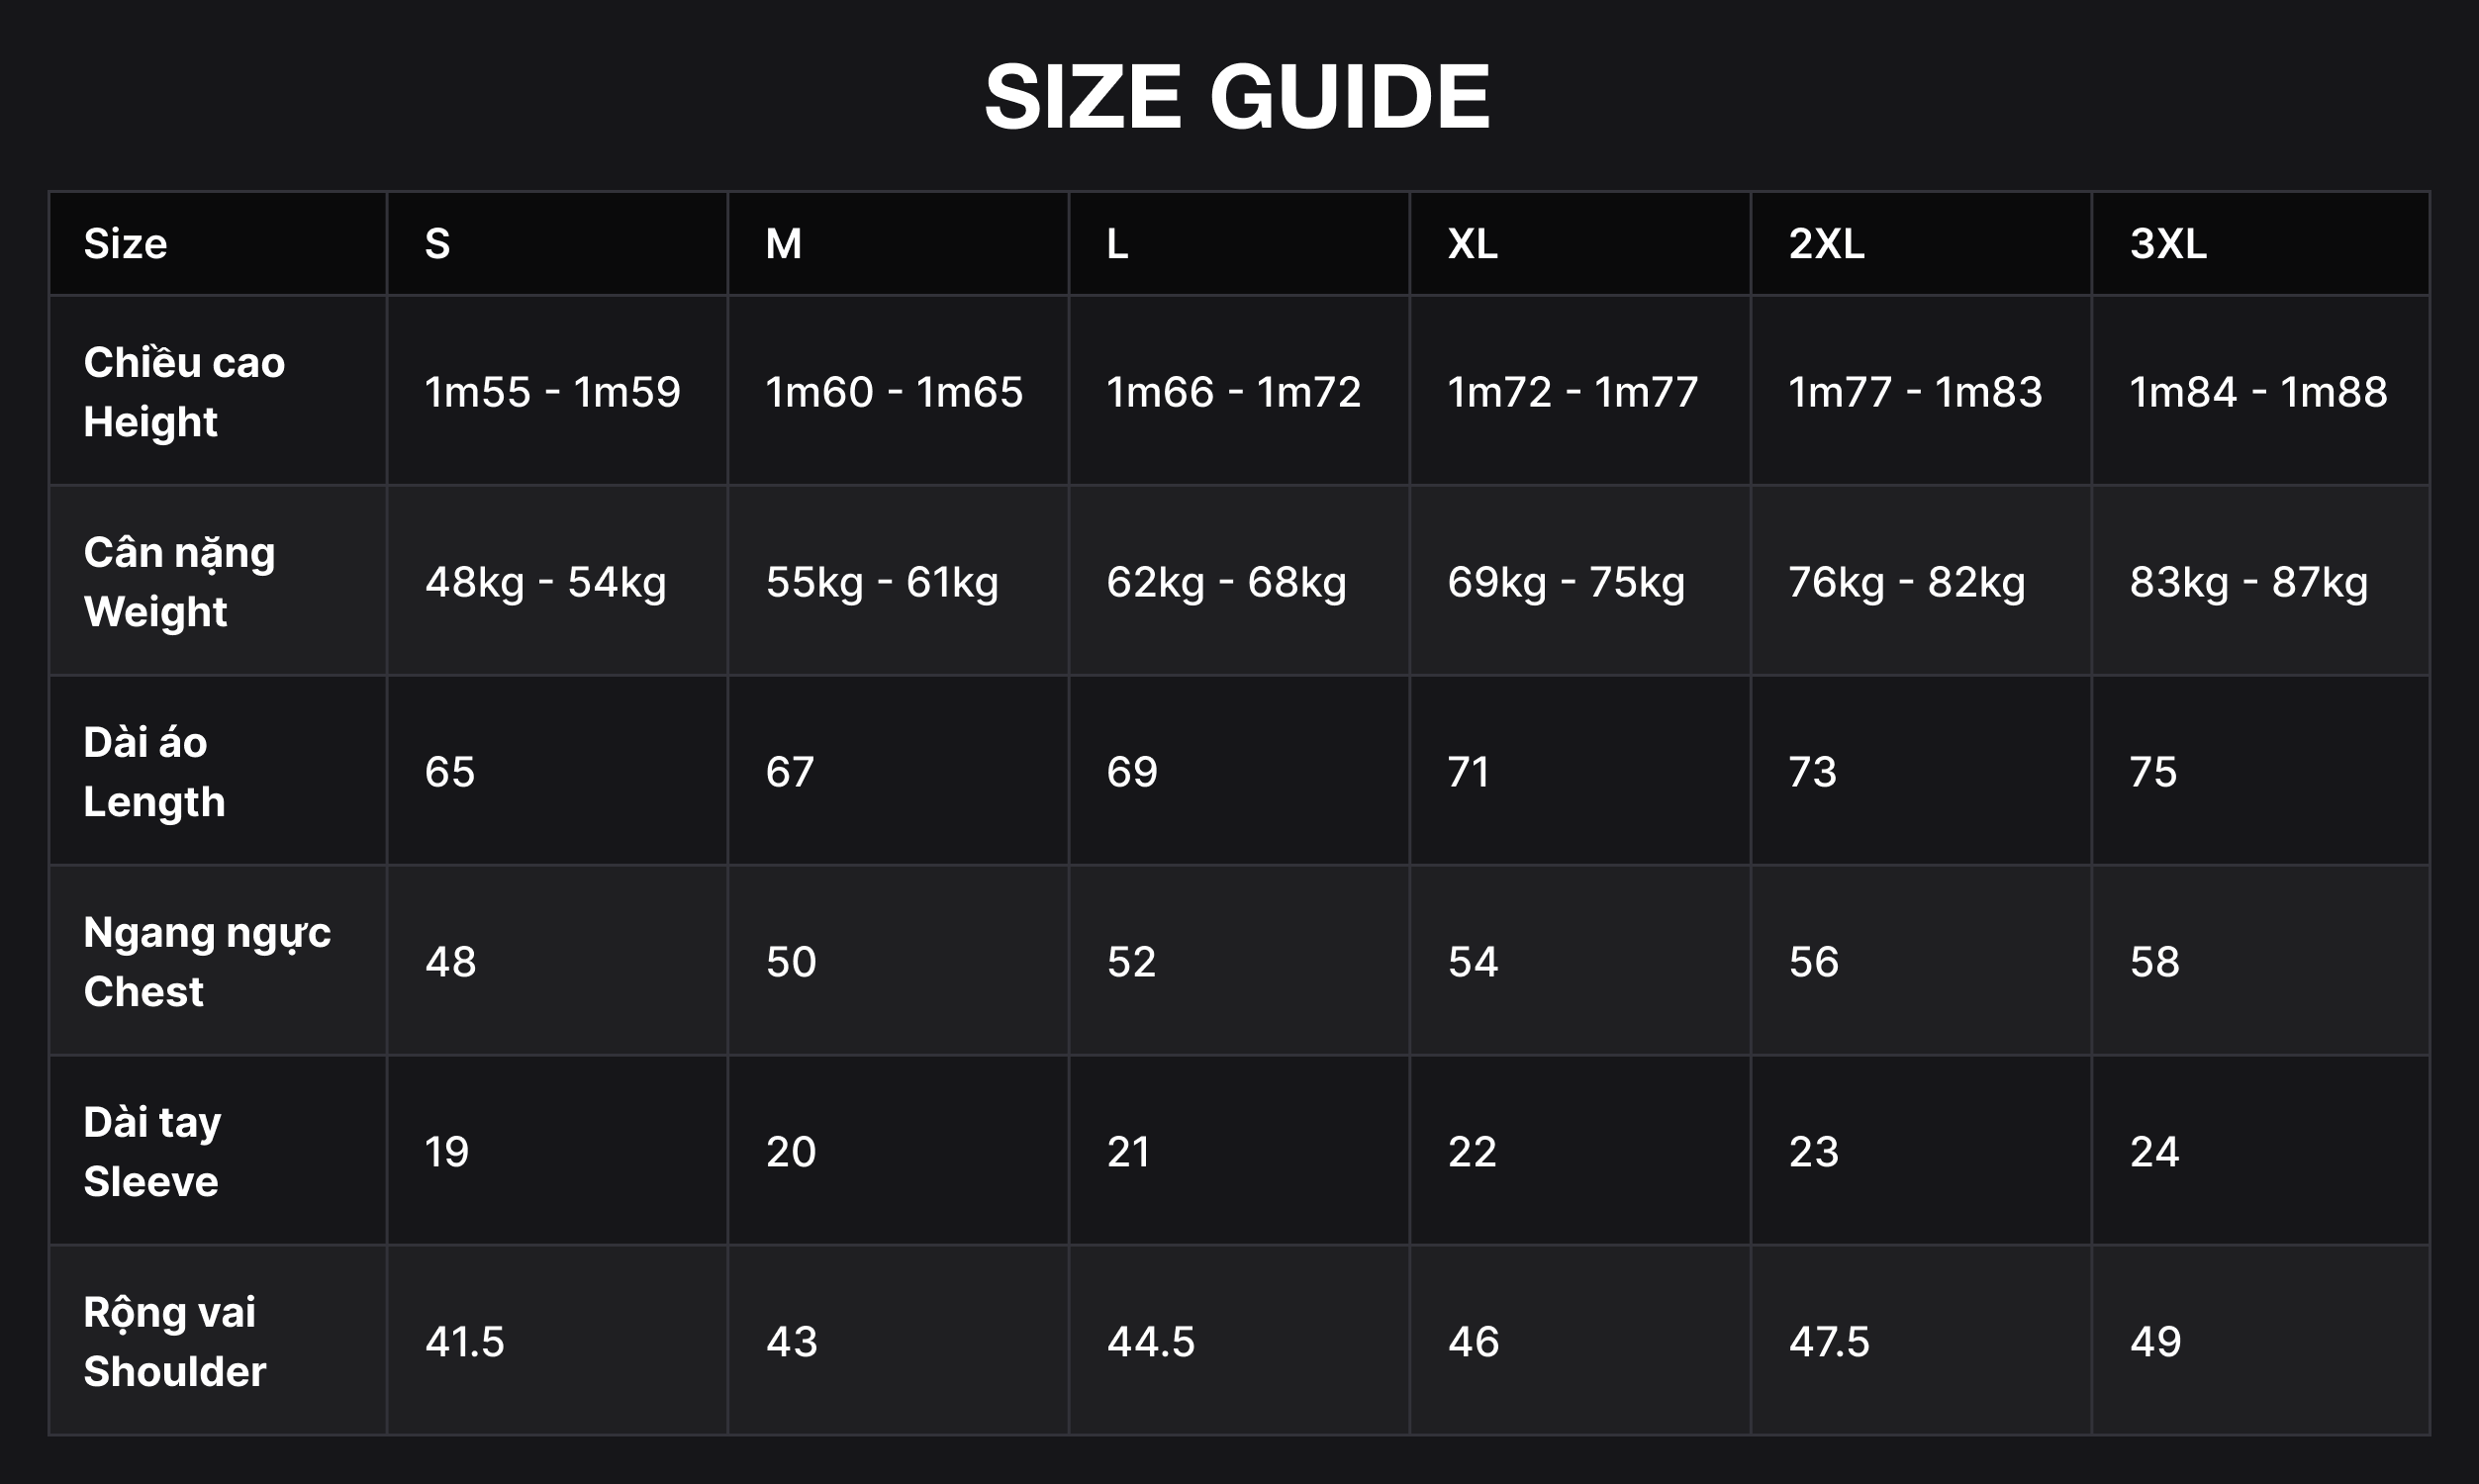 SIZE GUIDE
Size S M L XL 2XL 3XL
Chiều cao
Height
1m55 - 1m59 1m60 - 1m65 1m66 - 1m72 1m72 - 1m77 1m77 - 1m83 1m84 - 1m88
Cân nặng
Weight
48kg - 54kg 55kg - 61kg 62kg - 68kg 69kg - 75kg 76kg - 82kg 83kg - 87kg
Dài áo
Length
65 67 69 71 73 75
Ngang ngực
Chest
48 50 52 54 56 58
Dài tay
Sleeve
19 20 21 22 23 24
Rộng vai
Shoulder
41.5 43 44.5 46 47.5 49